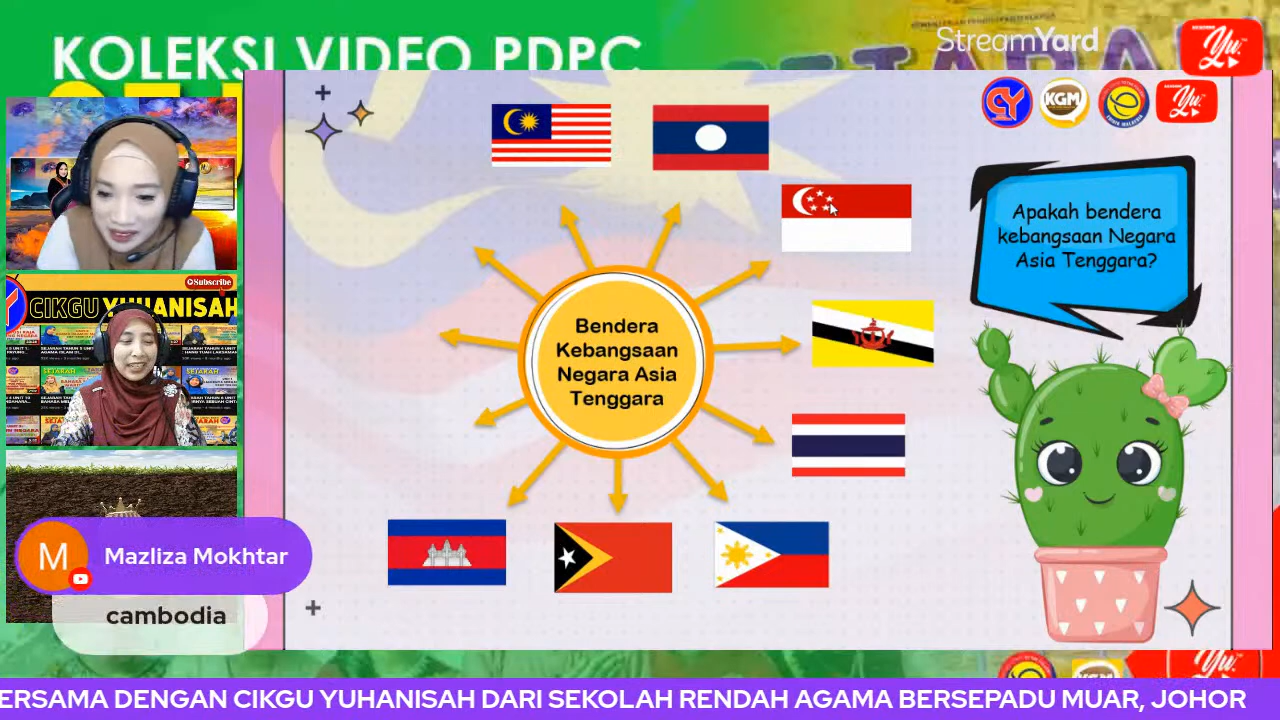 KOLEKSI VIDEO PDPC
StreamYard
KGM
Apakah bendera
kebangsaan Negara
Asia Tenggara?
Bendera
Kebangsaan
Negara Asia
Tenggara
Subscribe
CIKGU YUHANISAH
M
Mazliza Mokhtar
cambodia
ERSAMA DENGAN CIKGU YUHANISAH DARI SEKOLAH RENDAH AGAMA BERSEPADU MUAR, JOHOR